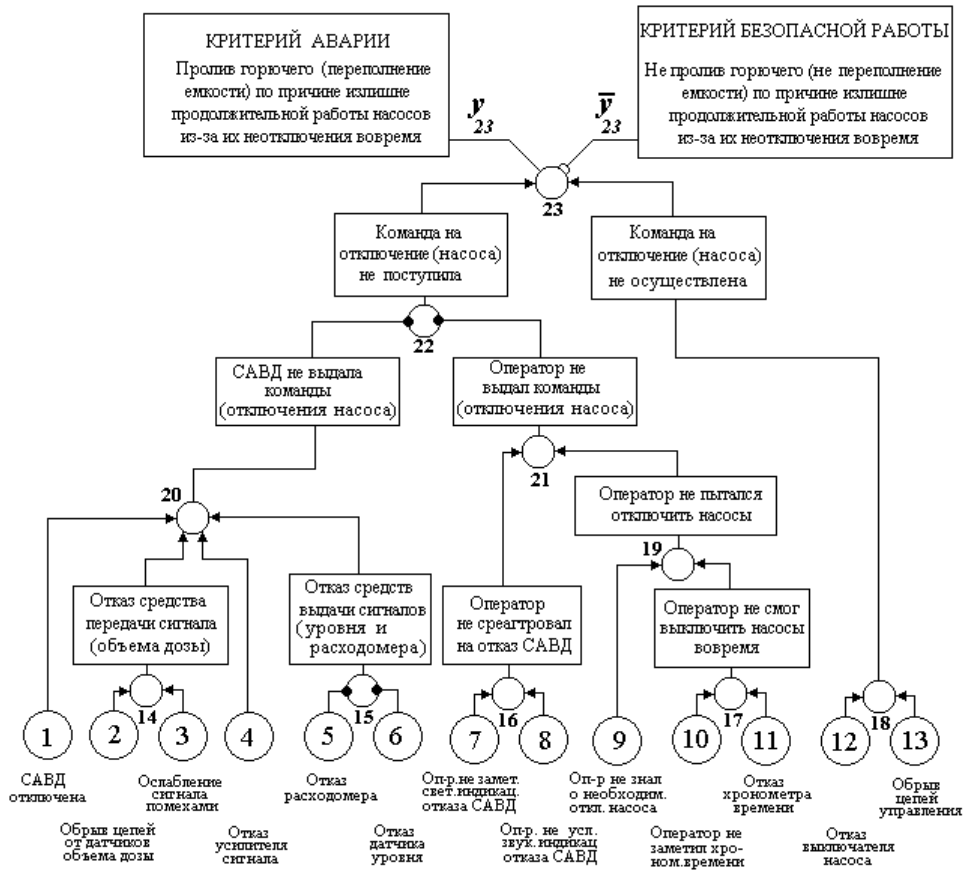 КРИТЕРИЙ АВАРИИ
Пролив горючего (переполнение
емкости) по причине излишне
продолжительной работы насосов
из-за их неотключения вовремя
y
23
y̅
23
КРИТЕРИЙ БЕЗОПАСНОЙ РАБОТЫ
Не пролив горючего (не переполнение
емкости) по причине излишне
продолжительной работы насосов
из-за их неотключения вовремя
23
Команда на
отключение (насоса)
не поступила
Команда на
отключение (насоса)
не осуществлена
22
САВД не выдала
команды
(отключения насоса)
Оператор не
выдал команды
(отключения насоса)
21
20
Оператор не пытался
отключить насосы
19
Отказ средства
передачи сигнала
(объема дозы)
Отказ средств
выдачи сигналов
(уровня и
расходомера)
Оператор
не среагтровал
на отказ САВД
Оператор не смог
выключить насосы
вовремя
14
15
16
17
18
1
2
3
4
5
6
7
8
9
10
11
12
13
САВД
отключена
Обрыв цепей
от датчиков
объема дозы
Ослабление
сигнала
помехами
Отказ
усилителя
сигнала
Отказ
расходомера
Отказ
датчика
уровня
Оп-р.не замет.
свет.индикац.
отказа САВД
Оп-р. не усл.
звук.индикац
отказа САВД
Оп-р не знал
о необходим.
откл. насоса
Оператор не
заметил хро-
ном.времени
Отказ
хронометра
времени
Отказ
выключателя
насоса
Обрыв
цепей
управления